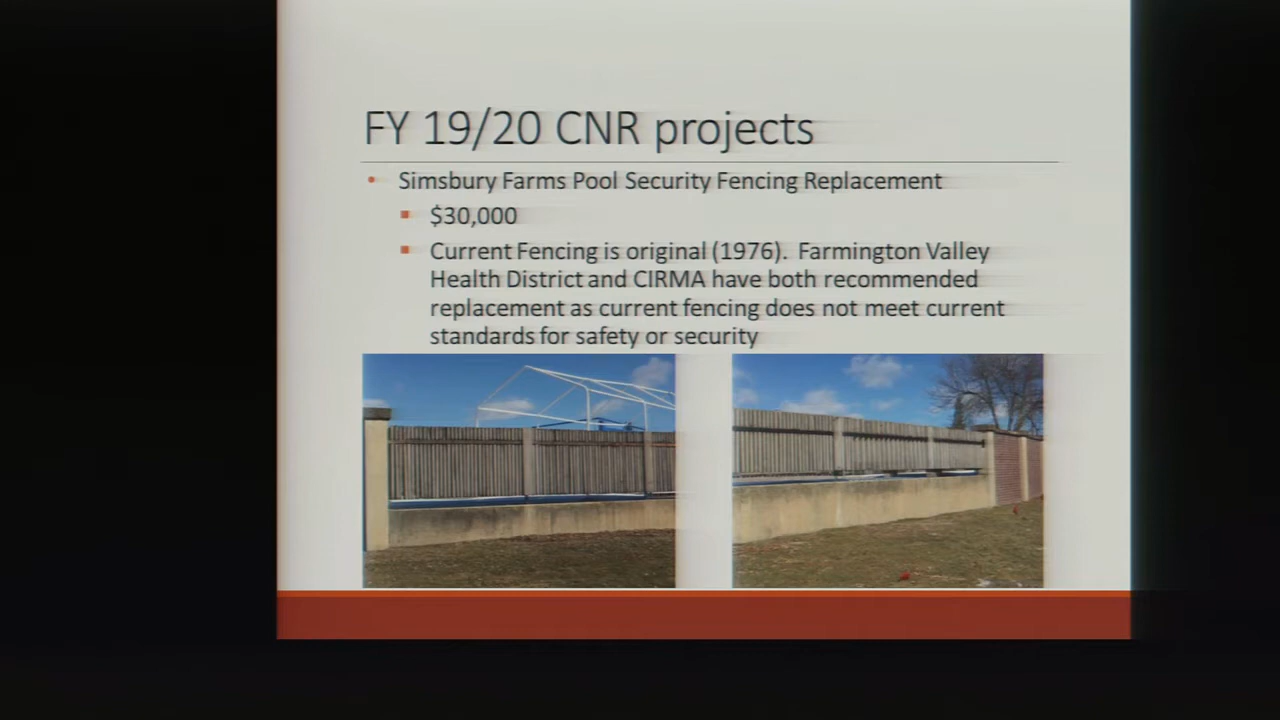 FY 19/20 CNR projects
Simsbury Farms Pool Security Fencing Replacement
$30,000
Current Fencing is original (1976). Farmington Valley
Health District and CIRMA have both recommended
replacement as current fencing does not meet current
standards for safety or security